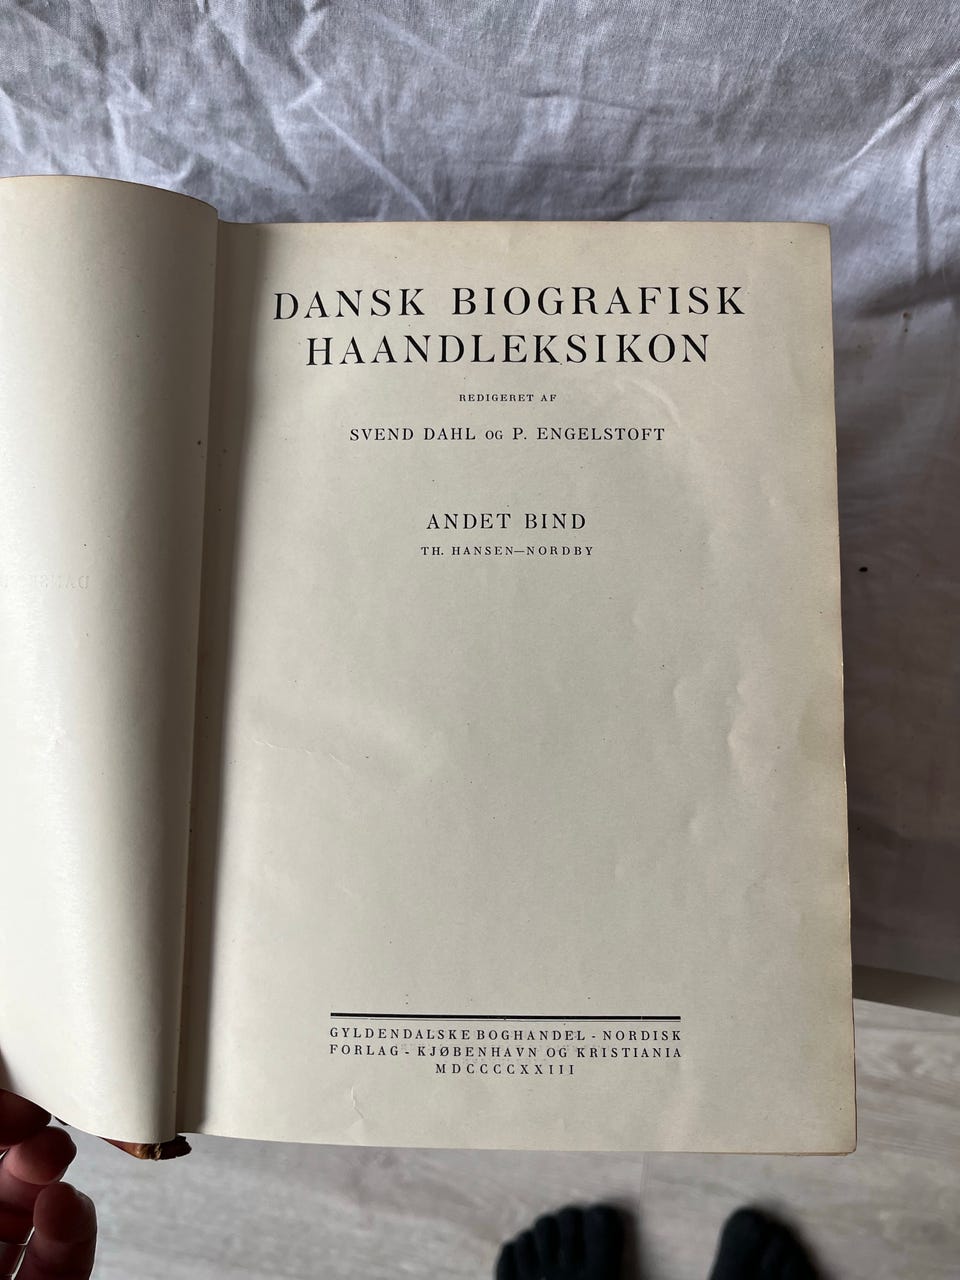 DANSK BIOGRAFISK
HAANDLEKSIKON
REDIGERET AF
SVEND DAHL OG P. ENGELSTOFT
ANDET BIND
TH. HANSEN—NORDBY
GYLDENDALSKE BOGHANDEL - NORDISK
FORLAG - KJØBENHAVN OG KRISTIANIA
MDCCCCXXIII